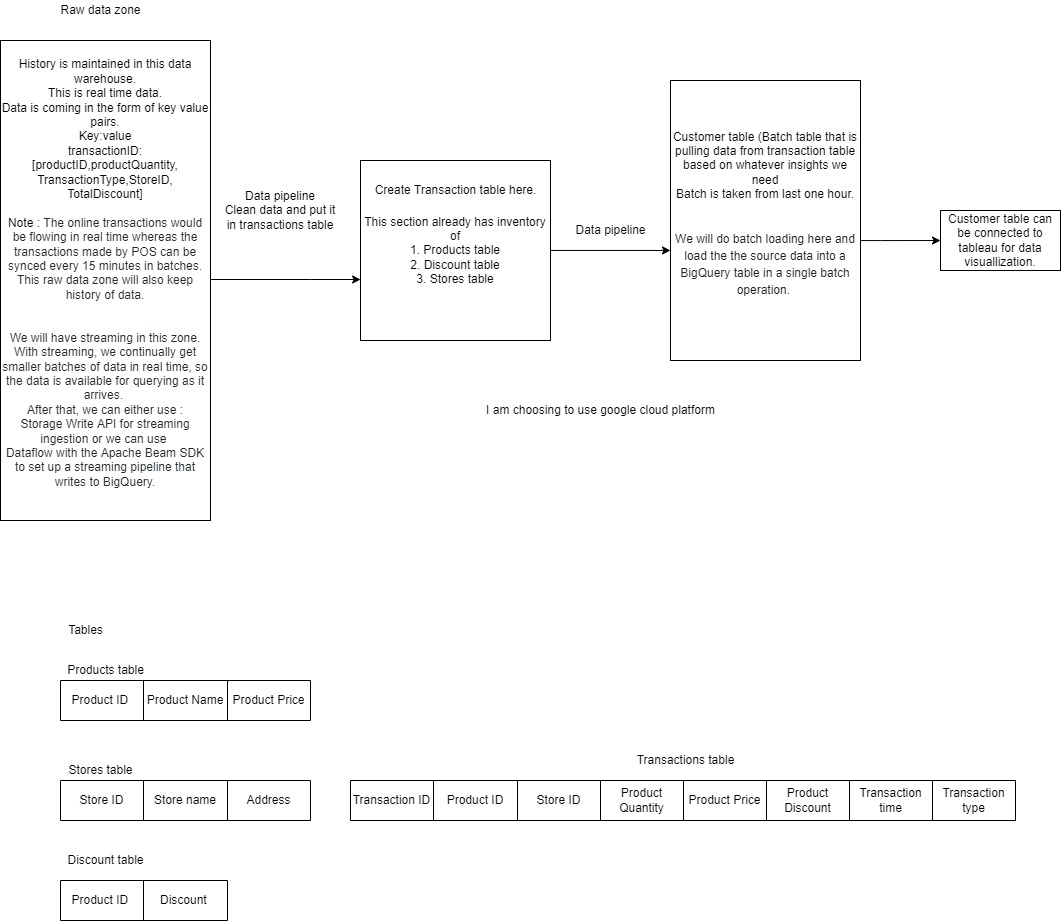 Raw data zone
History is maintained in this data
warehouse.
This is real time data.
Data is coming in the form of key value
pairs.
Key:value
transactionID:
[productID,productQuantity,
TransactionType,StoreID,
TotalDiscount]
Note : The online transactions would
be flowing in real time whereas the
transactions made by POS can be
synced every 15 minutes in batches.
This raw data zone will also keep
history of data.
We will have streaming in this zone.
With streaming, we continually get
smaller batches of data in real time, so
the data is available for querying as it
arrives.
After that, we can either use :
Storage Write API for streaming
ingestion or we can use
Dataflow with the Apache Beam SDK
to set up a streaming pipeline that
writes to BigQuery.
Data pipeline
Clean data and put it
in transactions table
Create Transaction table here.
This section already has inventory
of
1. Products table
2. Discount table
3. Stores table
Data pipeline
Customer table (Batch table that is
pulling data from transaction table
based on whatever insights we
need
Batch is taken from last one hour.
We will do batch loading here and
load the the source data into a
BigQuery table in a single batch
operation.
Customer table can
be connected to
tableau for data
visuallization.
I am choosing to use google cloud platform
Tables
Products table
Product ID
Product Name
Product Price
Stores table
Store ID
Store name
Address
Transactions table
Transaction ID
Product ID
Store ID
Product
Quantity
Product Price
Product
Discount
Transaction
time
Transaction
type
Discount table
Product ID
Discount